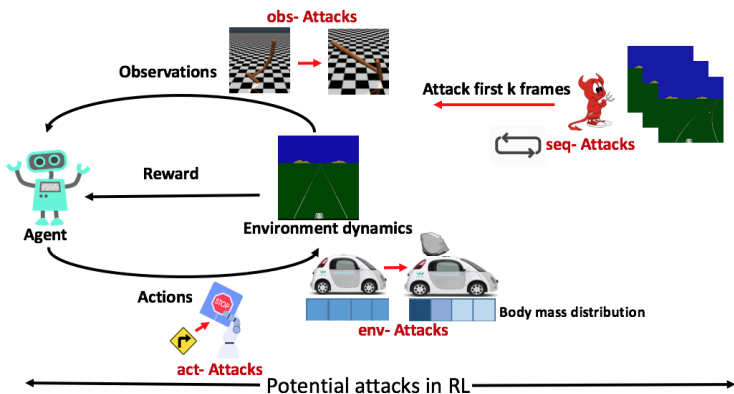 obs- Attacks
Observations
Attack first k frames
seq- Attacks
Reward
Agent
Environment dynamics
Actions
STOP
Body mass distribution
env- Attacks
act- Attacks
Potential attacks in RL